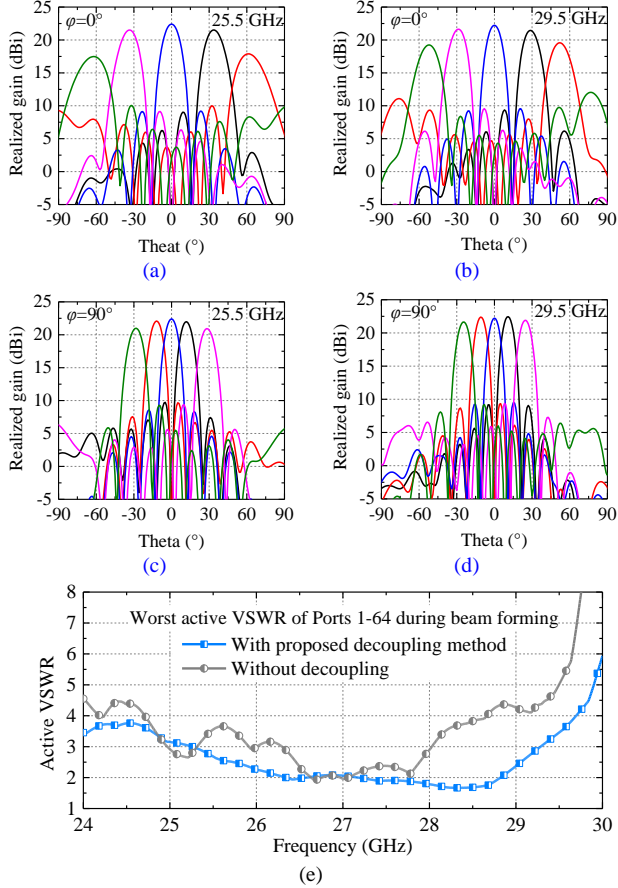 φ=0° 25.5 GHz
Realized gain (dBi)
25
20
15
10
5
0
-5
-90 -60 -30 0 30 60 90
Theat (°)
(a)
φ=0° 29.5 GHz
Realized gain (dBi)
25
20
15
10
5
0
-5
-90 -60 -30 0 30 60 90
Theta (°)
(b)
φ=90° 25.5 GHz
Realized gain (dBi)
25
20
15
10
5
0
-5
-90 -60 -30 0 30 60 90
Theta (°)
(c)
φ=90° 29.5 GHz
Realized gain (dBi)
25
20
15
10
5
0
-5
-90 -60 -30 0 30 60 90
Theta (°)
(d)
Worst active VSWR of Ports 1-64 during beam forming
With proposed decoupling method
Without decoupling
Active VSWR
8
7
6
5
4
3
2
1
24 25 26 27 28 29 30
Frequency (GHz)
(e)